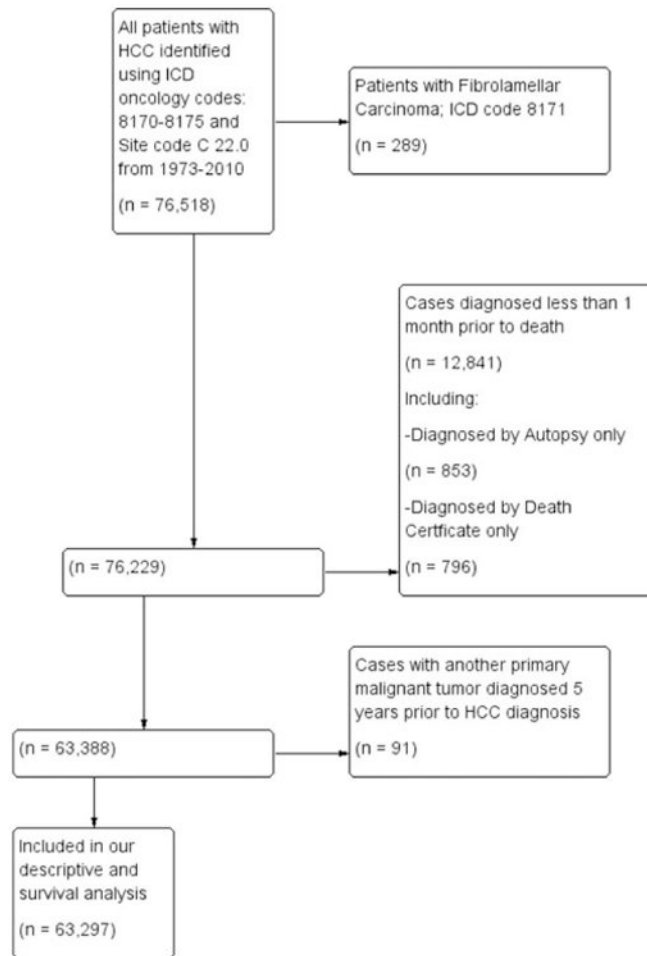 All patients with
HCC identified
using ICD
oncology codes:
8170-8175 and
Site code C 22.0
from 1973-2010
(n = 76,518)
Patients with Fibrolamellar
Carcinoma; ICD code 8171
(n = 289)
Cases diagnosed less than 1
month prior to death
(n = 12,841)
Including:
-Diagnosed by Autopsy only
(n = 853)
-Diagnosed by Death
Certficate only
(n = 796)
(n = 76,229)
Cases with another primary
malignant tumor diagnosed 5
years prior to HCC diagnosis
(n = 91)
(n = 63,388)
Included in our
descriptive and
survival analysis
(n = 63,297)